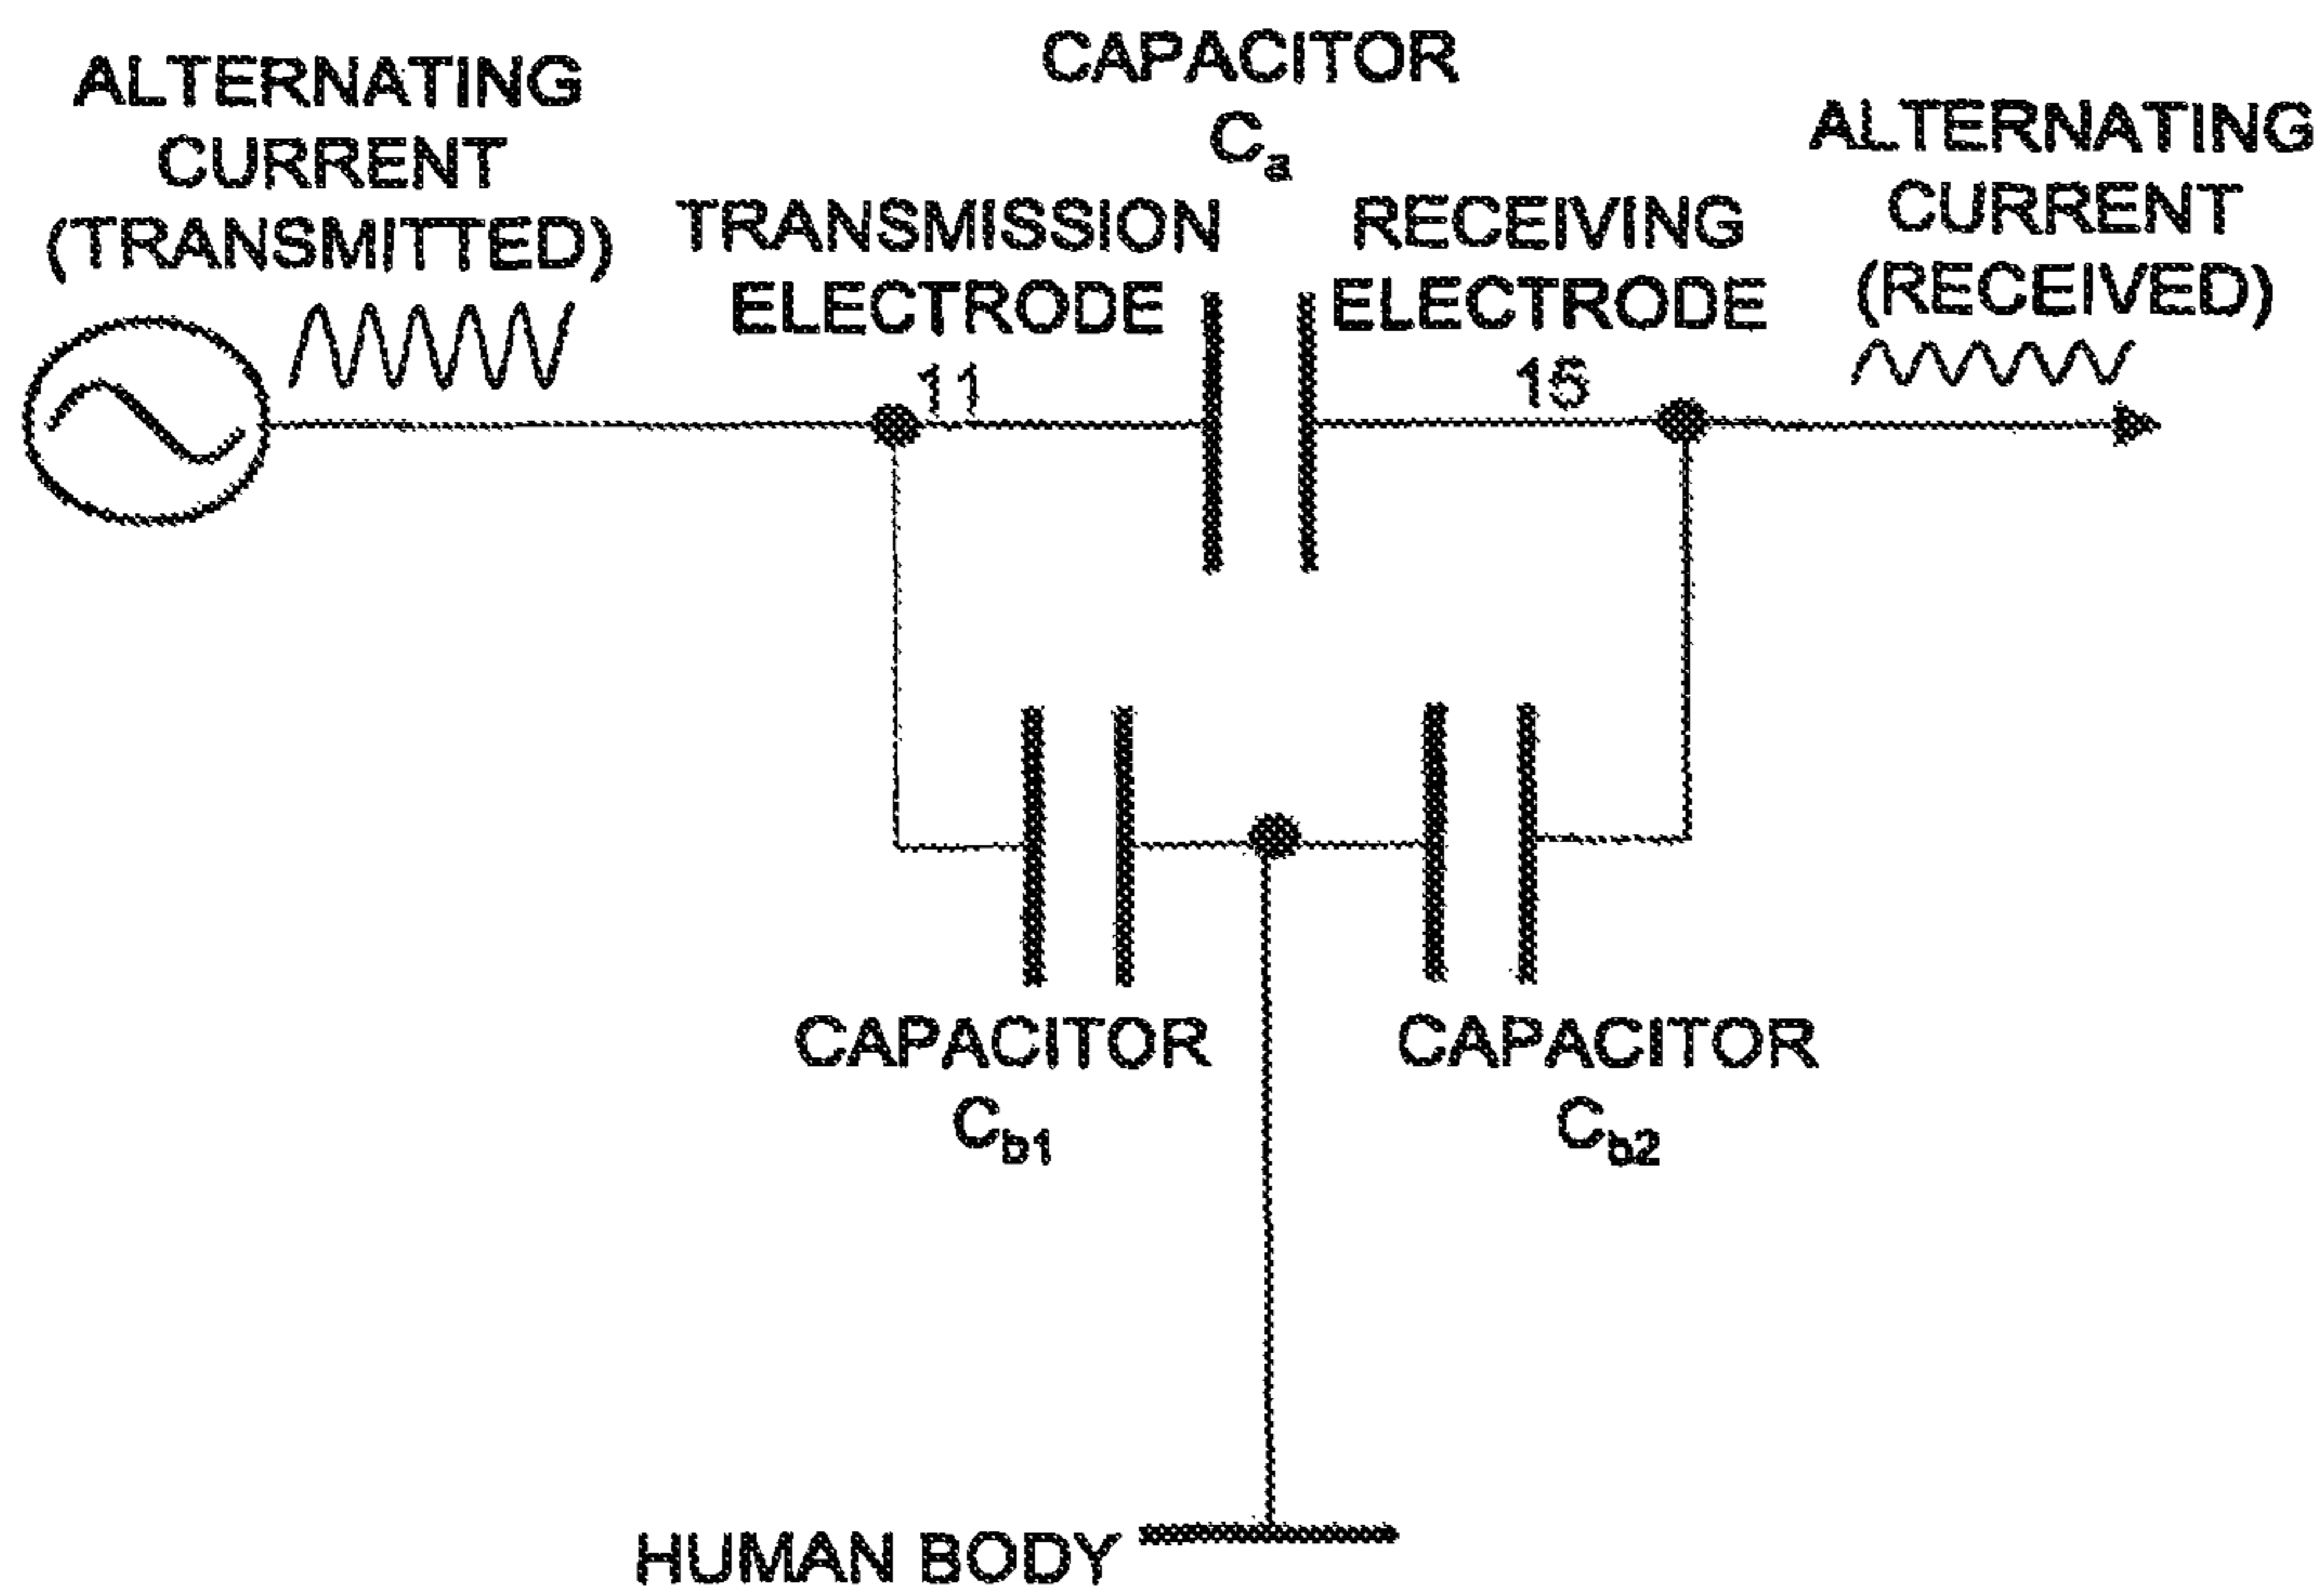 ALTERNATING
CURRENT
(TRANSMITTED)
CAPACITOR
Ca
TRANSMISSION
ELECTRODE
11
RECEIVING
ELECTRODE
15
ALTERNATING
CURRENT
(RECEIVED)
CAPACITOR
Cb1
CAPACITOR
Cb2
HUMAN BODY